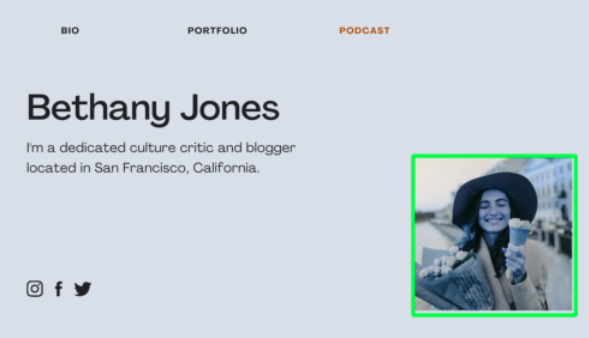 BIO PORTFOLIO PODCAST
Bethany Jones
I'm a dedicated culture critic and blogger
located in San Francisco, California.